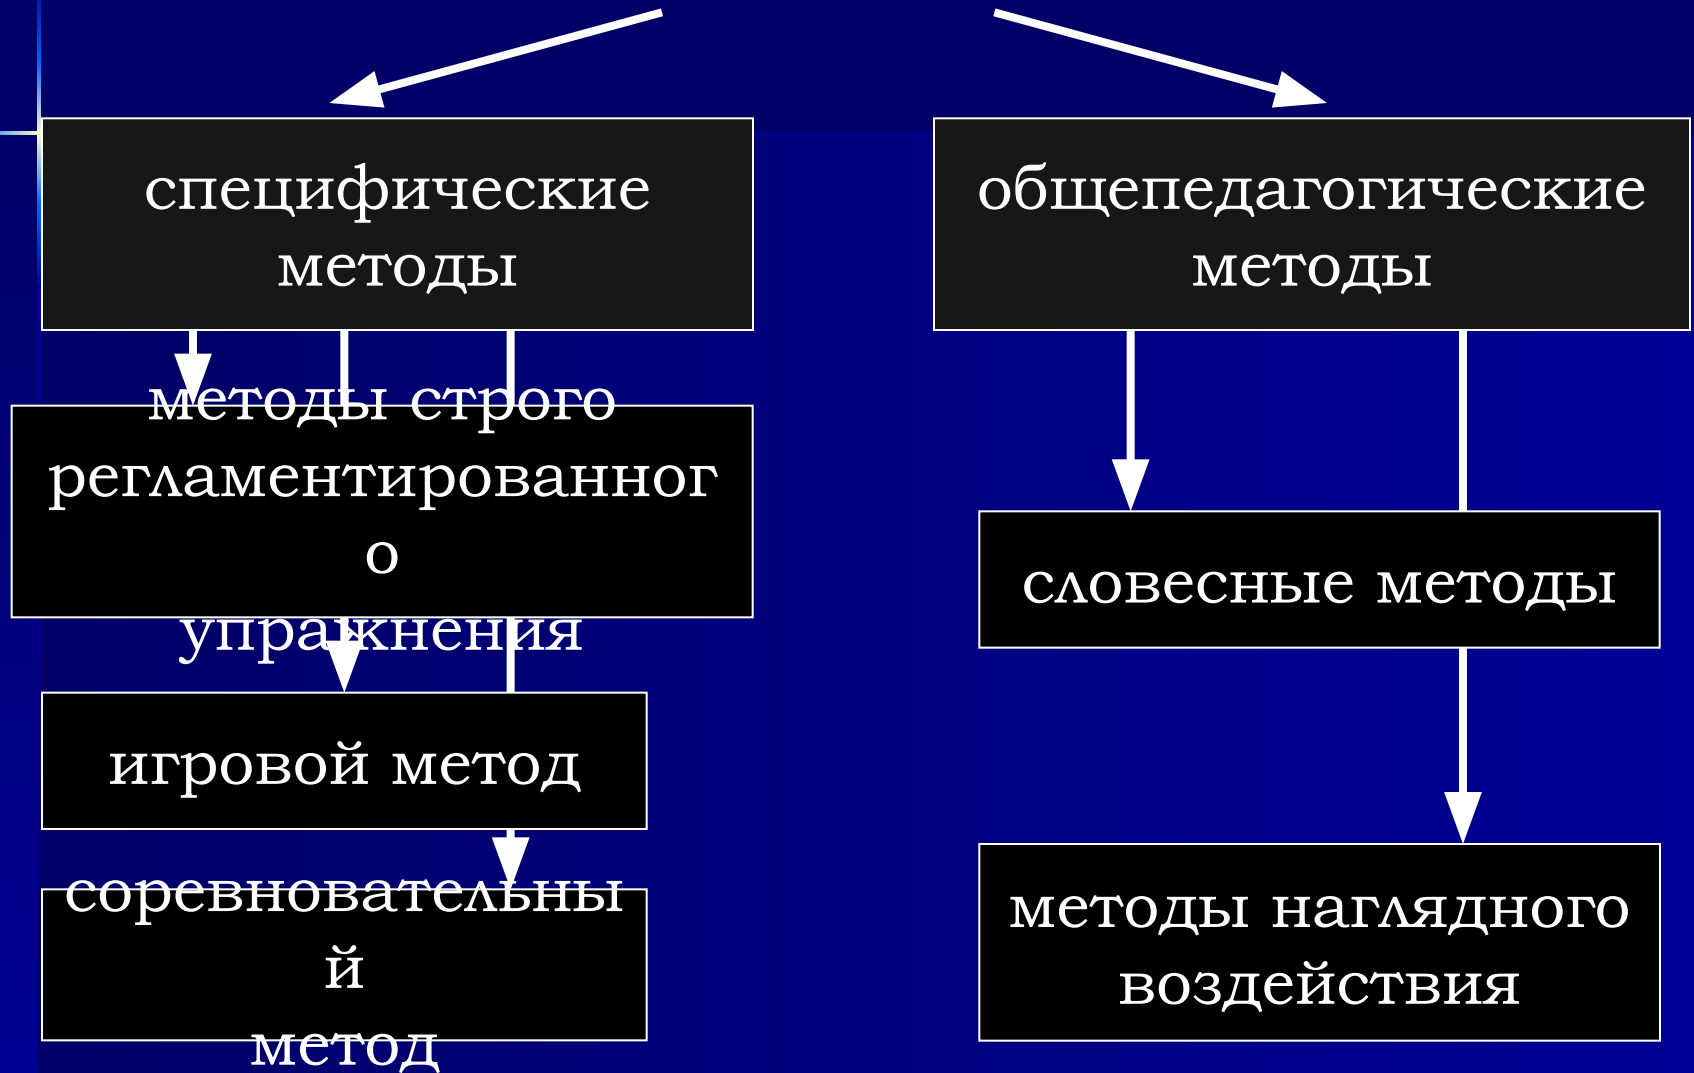 специфические
методы
методы строго
регламентированног
о
упражнения
игровой метод
соревновательны
й
метод
общепедагогические
методы
словесные методы
методы наглядного
воздействия